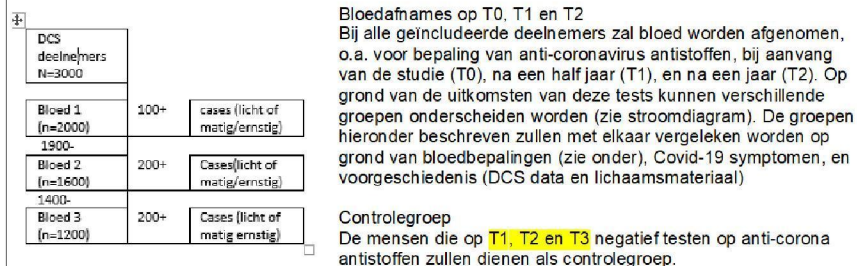 DCS
deelnemers
N=3000
Bloed 1 100+ cases (licht of
(n=2000) matig/ernstig)
1900-
Bloed 2 200+ Cases(licht of
(n=1600) matig/ernstig)
1400-
Bloed 3 200+ Cases (licht of
(n=1200) matig ernstig)
Bloedafnames op T0, T1 en T2
Bij alle geïncludeerde deelnemers zal bloed worden afgenomen,
o.a. voor bepaling van anti-coronavirus antistoffen, bij aanvang
van de studie (T0), na een half jaar (T1), en na een jaar (T2). Op
grond van de uitkomsten van deze tests kunnen verschillende
groepen onderscheiden worden (zie stroomdiagram). De groepen
hieronder beschreven zullen met elkaar vergeleken worden op
grond van bloedbepalingen (zie onder), Covid-19 symptomen, en
voorgeschiedenis (DCS data en lichaamsmateriaal)
Controlegroep
De mensen die op T1, T2 en T3 negatief testen op anti-corona
antistoffen zullen dienen als controlegroep.